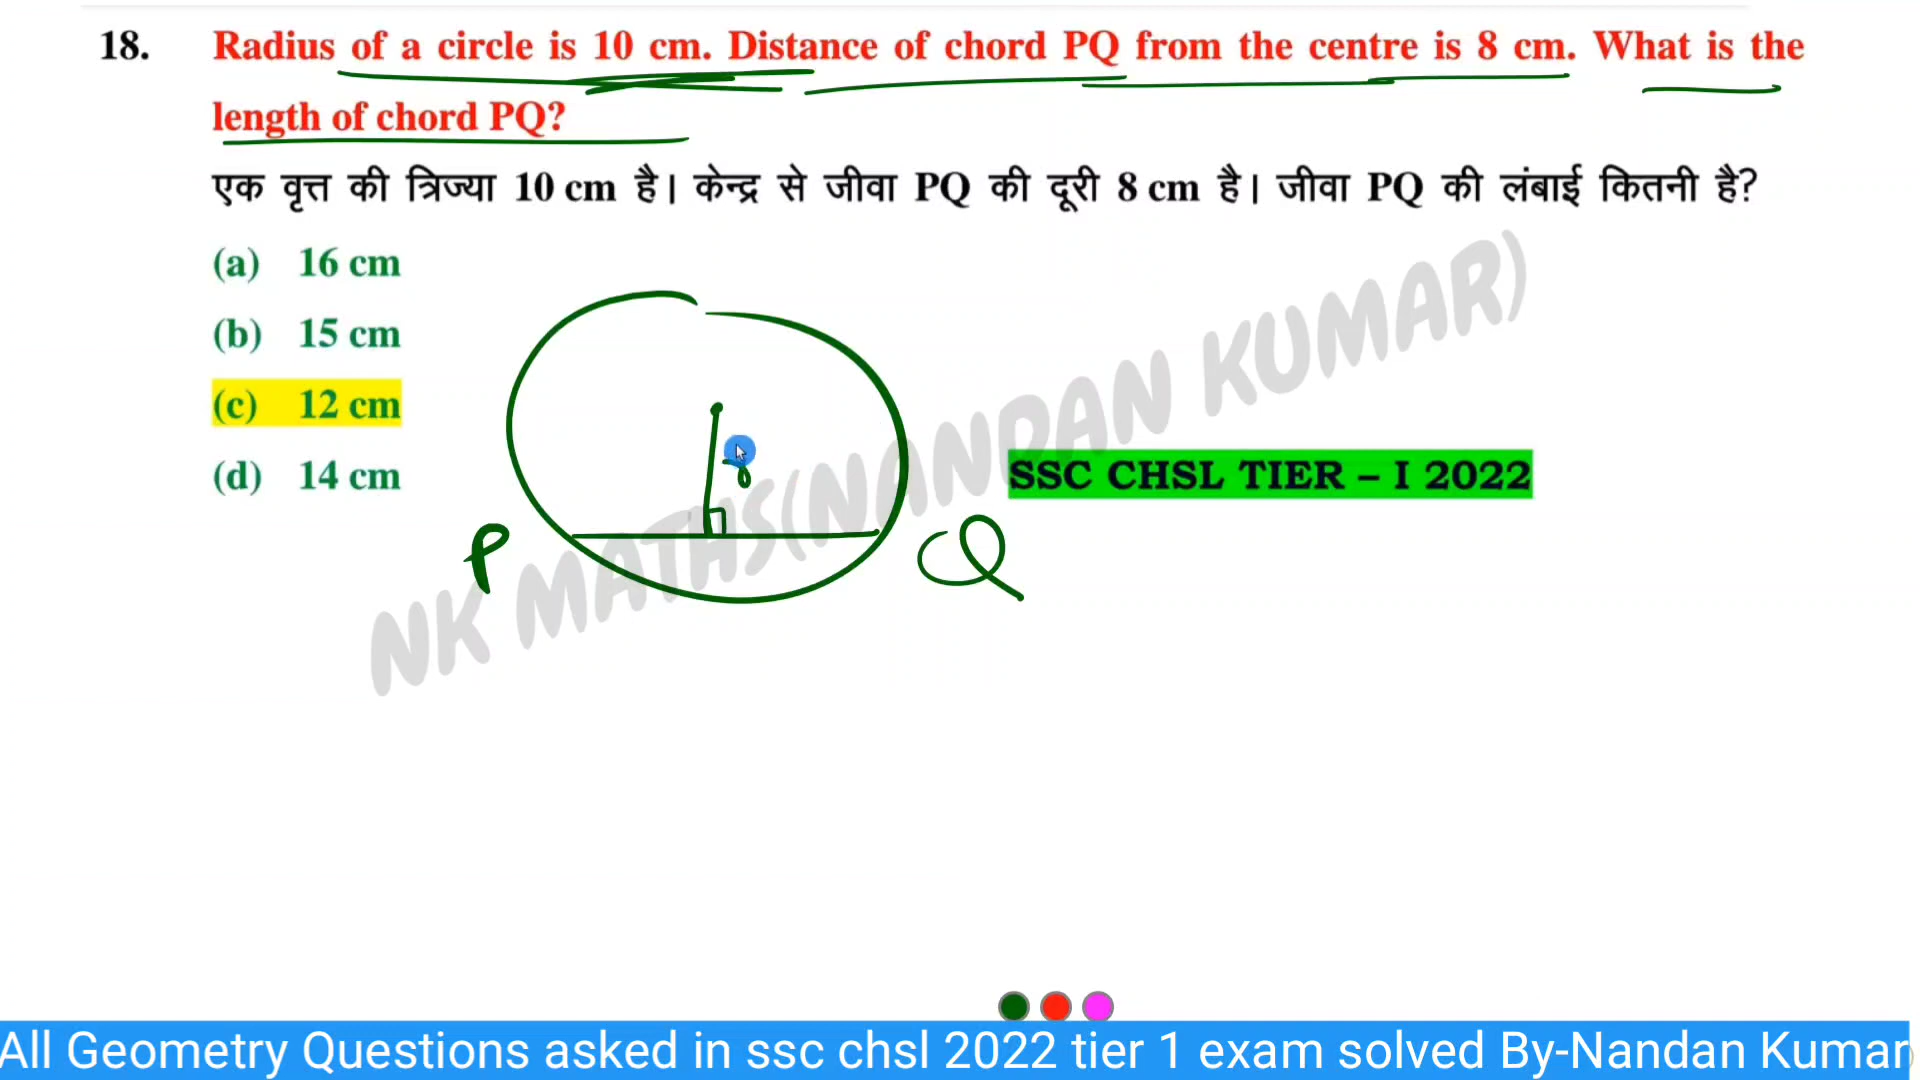 18. Radius of a circle is 10 cm. Distance of chord PQ from the centre is 8 cm. What is the
length of chord PQ?
एक वृत्त की त्रिज्या 10 cm है। केन्द्र से जीवा PQ की दूरी 8 cm है। जीवा PQ की लंबाई कितनी है?
(a) 16 cm
(b) 15 cm
(c) 12 cm
(d) 14 cm
8
SSC CHSL TIER – I 2022
P
Q
NK MATHS(NANDAN KUMAR)
All Geometry Questions asked in ssc chsl 2022 tier 1 exam solved By-Nandan Kumar